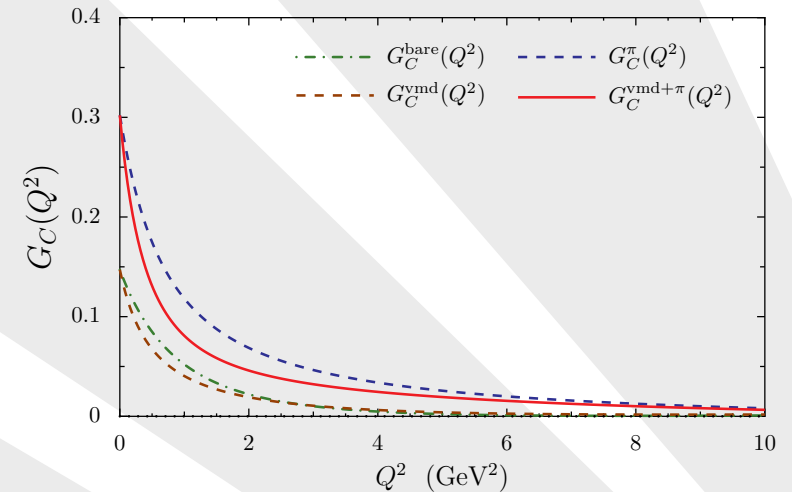 0.4
G_C^bare(Q^2) G_C^π(Q^2)
G_C^vmd(Q^2) G_C^vmd+π(Q^2)
0.3
0.2
0.1
0
G_C(Q^2)
0 2 4 6 8 10
Q^2 (GeV^2)